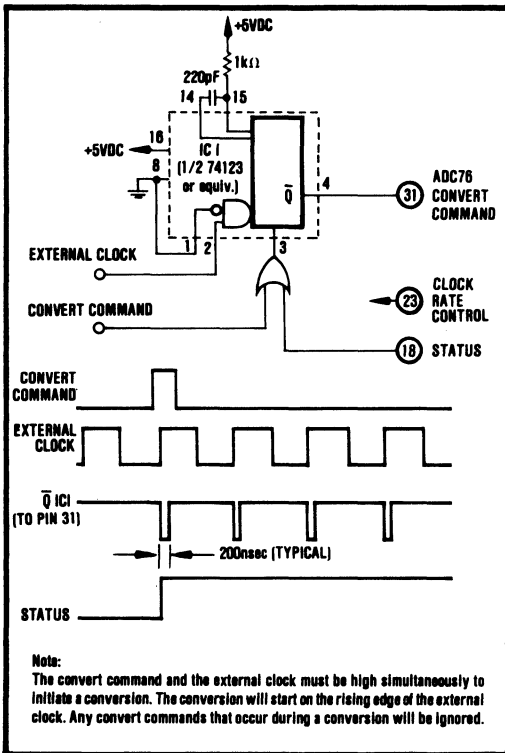 +5VDC
1kΩ
220pF
14 15
16
+5VDC
IC I
(1/2 74123
or equiv.)
8
Q̅
4
31
ADC76
CONVERT
COMMAND
1 2
3
EXTERNAL CLOCK
CONVERT COMMAND
23
CLOCK
RATE
CONTROL
18 STATUS
CONVERT
COMMAND
EXTERNAL
CLOCK
Q̅ ICI
(TO PIN 31)
200nsec (TYPICAL)
STATUS
Note:
The convert command and the external clock must be high simultaneously to
initiate a conversion. The conversion will start on the rising edge of the external
clock. Any convert commands that occur during a conversion will be ignored.